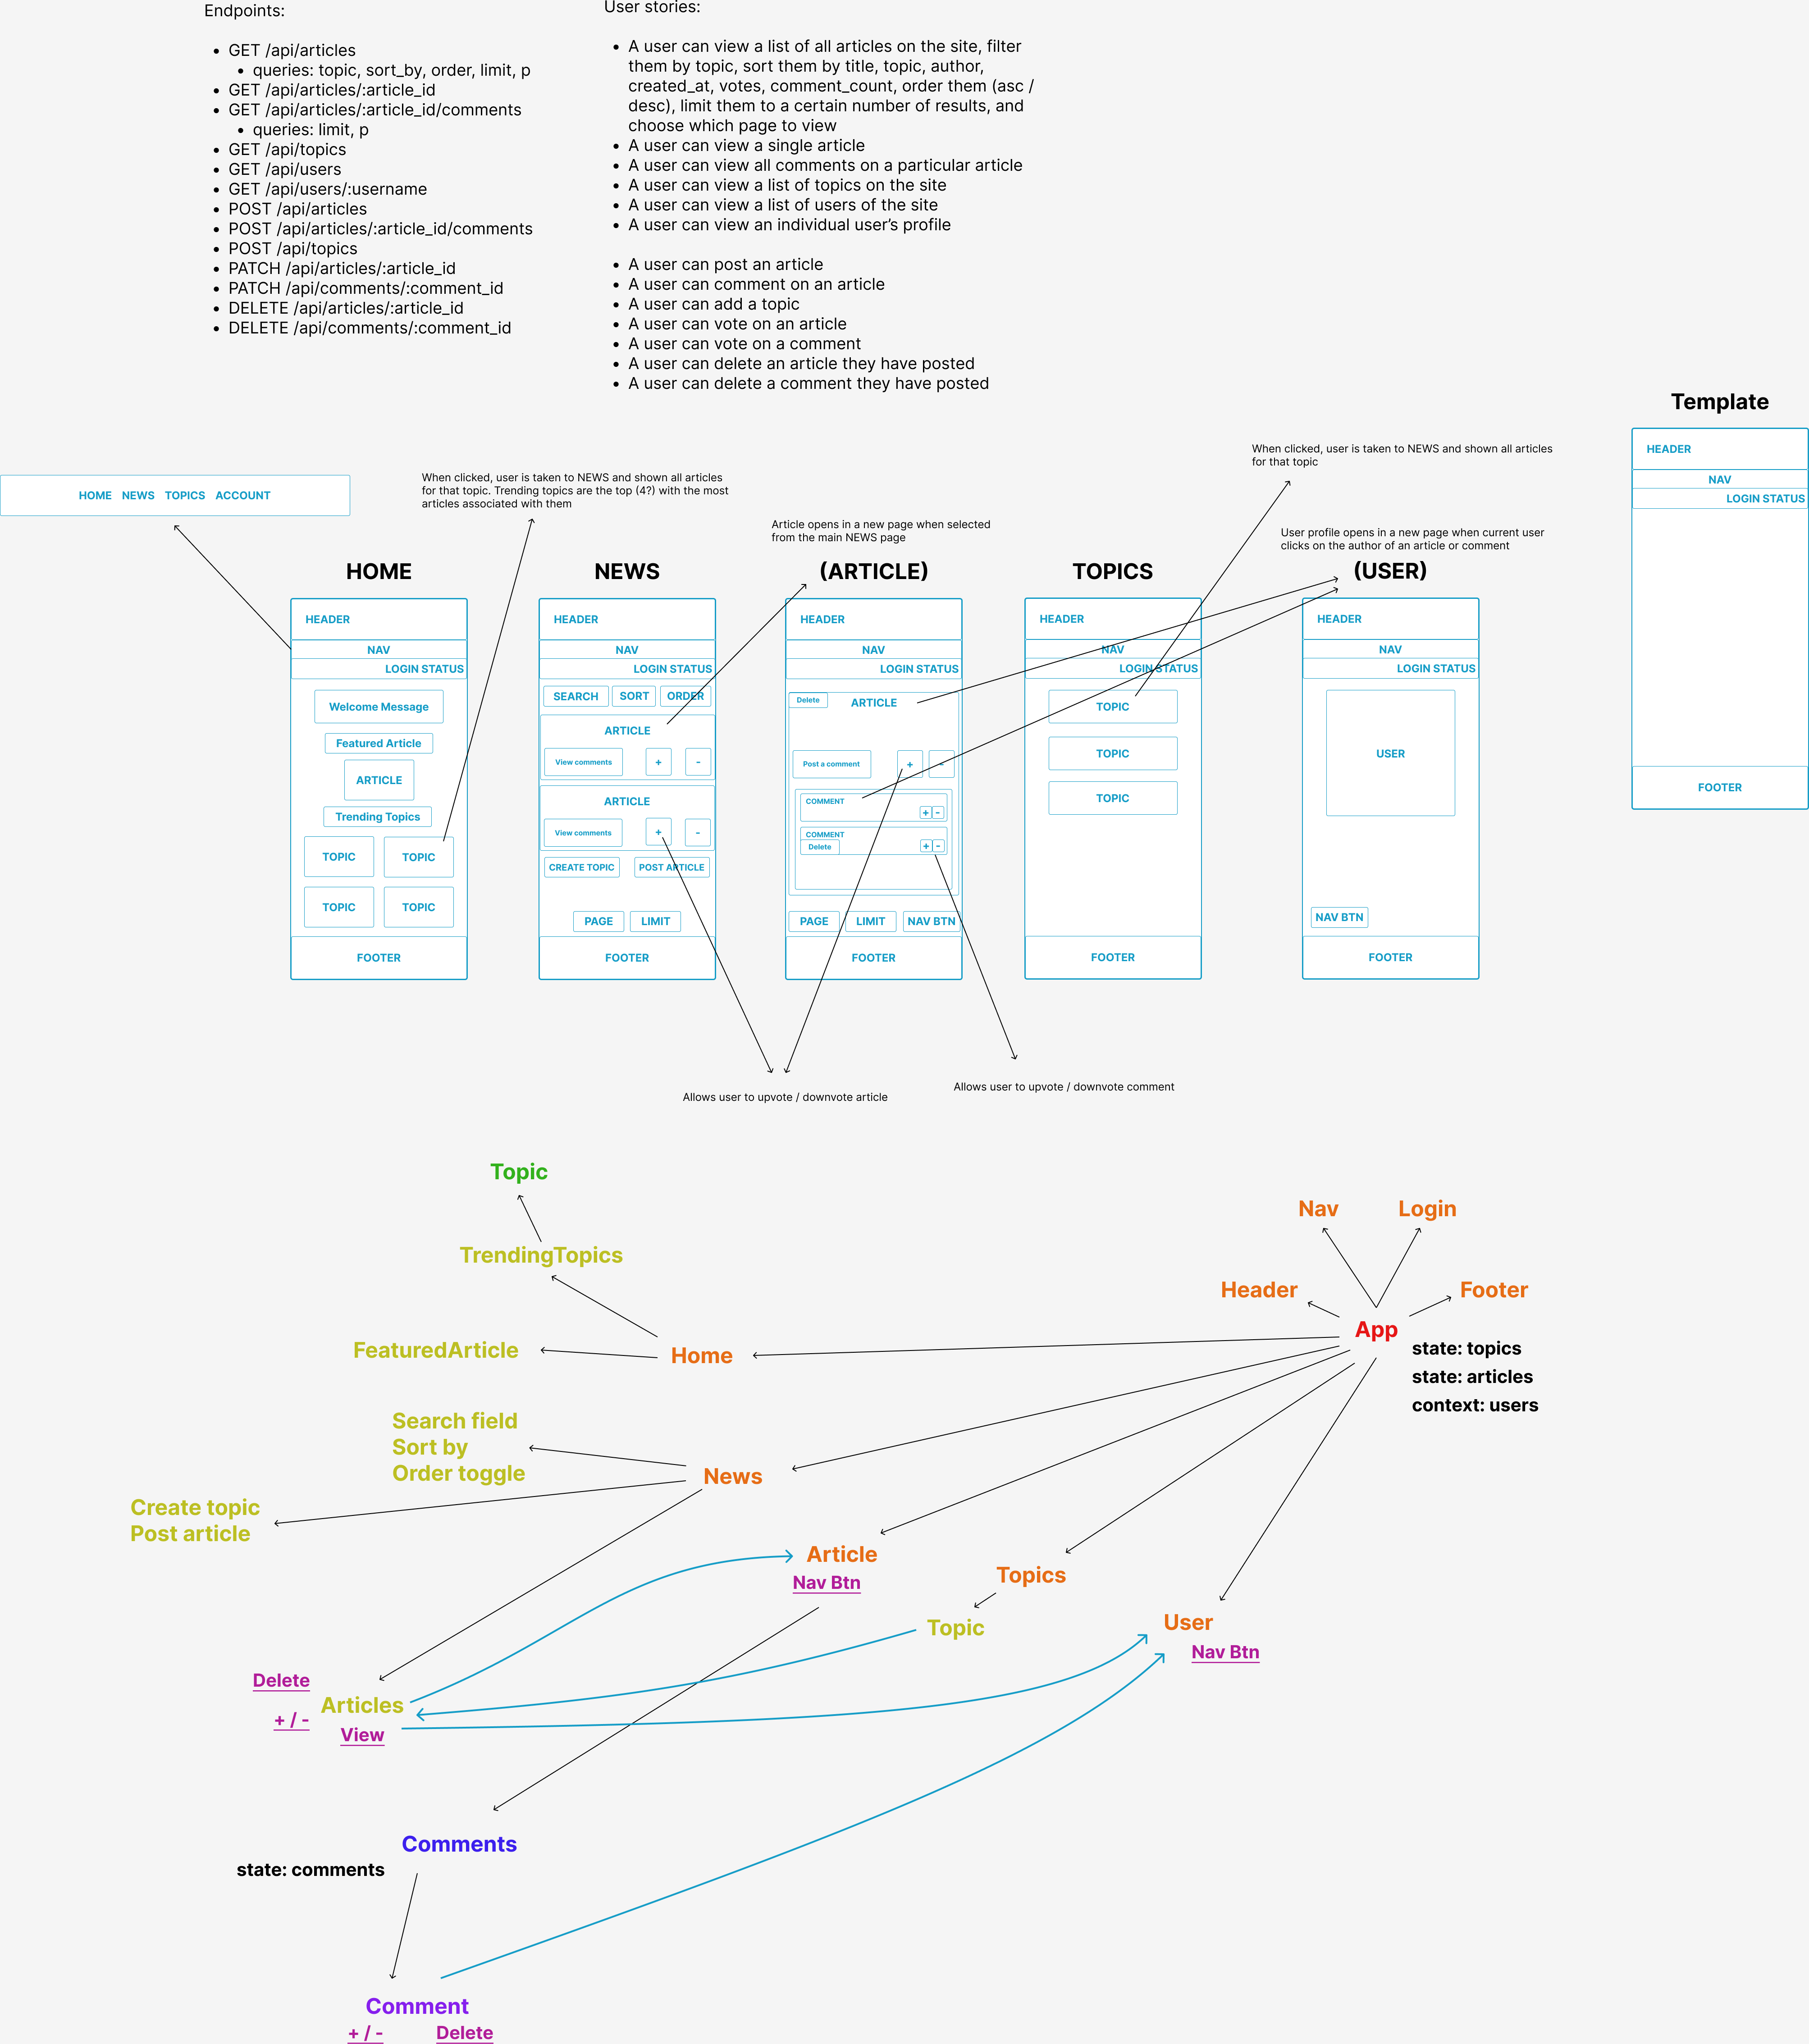 Endpoints:
GET /api/articles
queries: topic, sort_by, order, limit, p
GET /api/articles/:article_id
GET /api/articles/:article_id/comments
queries: limit, p
GET /api/topics
GET /api/users
GET /api/users/:username
POST /api/articles
POST /api/articles/:article_id/comments
POST /api/topics
PATCH /api/articles/:article_id
PATCH /api/comments/:comment_id
DELETE /api/articles/:article_id
DELETE /api/comments/:comment_id
User stories:
A user can view a list of all articles on the site, filter
them by topic, sort them by title, topic, author,
created_at, votes, comment_count, order them (asc /
desc), limit them to a certain number of results, and
choose which page to view
A user can view a single article
A user can view all comments on a particular article
A user can view a list of topics on the site
A user can view a list of users of the site
A user can view an individual user’s profile
A user can post an article
A user can comment on an article
A user can add a topic
A user can vote on an article
A user can vote on a comment
A user can delete an article they have posted
A user can delete a comment they have posted
Template
HEADER
NAV
LOGIN STATUS
FOOTER
HOME NEWS TOPICS ACCOUNT
When clicked, user is taken to NEWS and shown all articles
for that topic. Trending topics are the top (4?) with the most
articles associated with them
Article opens in a new page when selected
from the main NEWS page
When clicked, user is taken to NEWS and shown all articles
for that topic
User profile opens in a new page when current user
clicks on the author of an article or comment
HOME
HEADER
NAV
LOGIN STATUS
Welcome Message
Featured Article
ARTICLE
Trending Topics
TOPIC TOPIC
TOPIC TOPIC
FOOTER
NEWS
HEADER
NAV
LOGIN STATUS
SEARCH SORT ORDER
ARTICLE
View comments + -
ARTICLE
View comments + -
CREATE TOPIC POST ARTICLE
PAGE LIMIT
FOOTER
(ARTICLE)
HEADER
NAV
LOGIN STATUS
Delete ARTICLE
Post a comment + -
COMMENT
+ -
COMMENT
Delete + -
PAGE LIMIT NAV BTN
FOOTER
TOPICS
HEADER
NAV
LOGIN STATUS
TOPIC
TOPIC
TOPIC
FOOTER
(USER)
HEADER
NAV
LOGIN STATUS
USER
NAV BTN
FOOTER
Allows user to upvote / downvote article
Allows user to upvote / downvote comment
Topic
TrendingTopics
FeaturedArticle
Home
Nav
Login
Header
Footer
App
state: topics
state: articles
context: users
Search field
Sort by
Order toggle
News
Create topic
Post article
Article
Nav Btn
Topics
Topic
User
Nav Btn
Delete
Articles
+ / -
View
Comments
state: comments
Comment
+ / - Delete